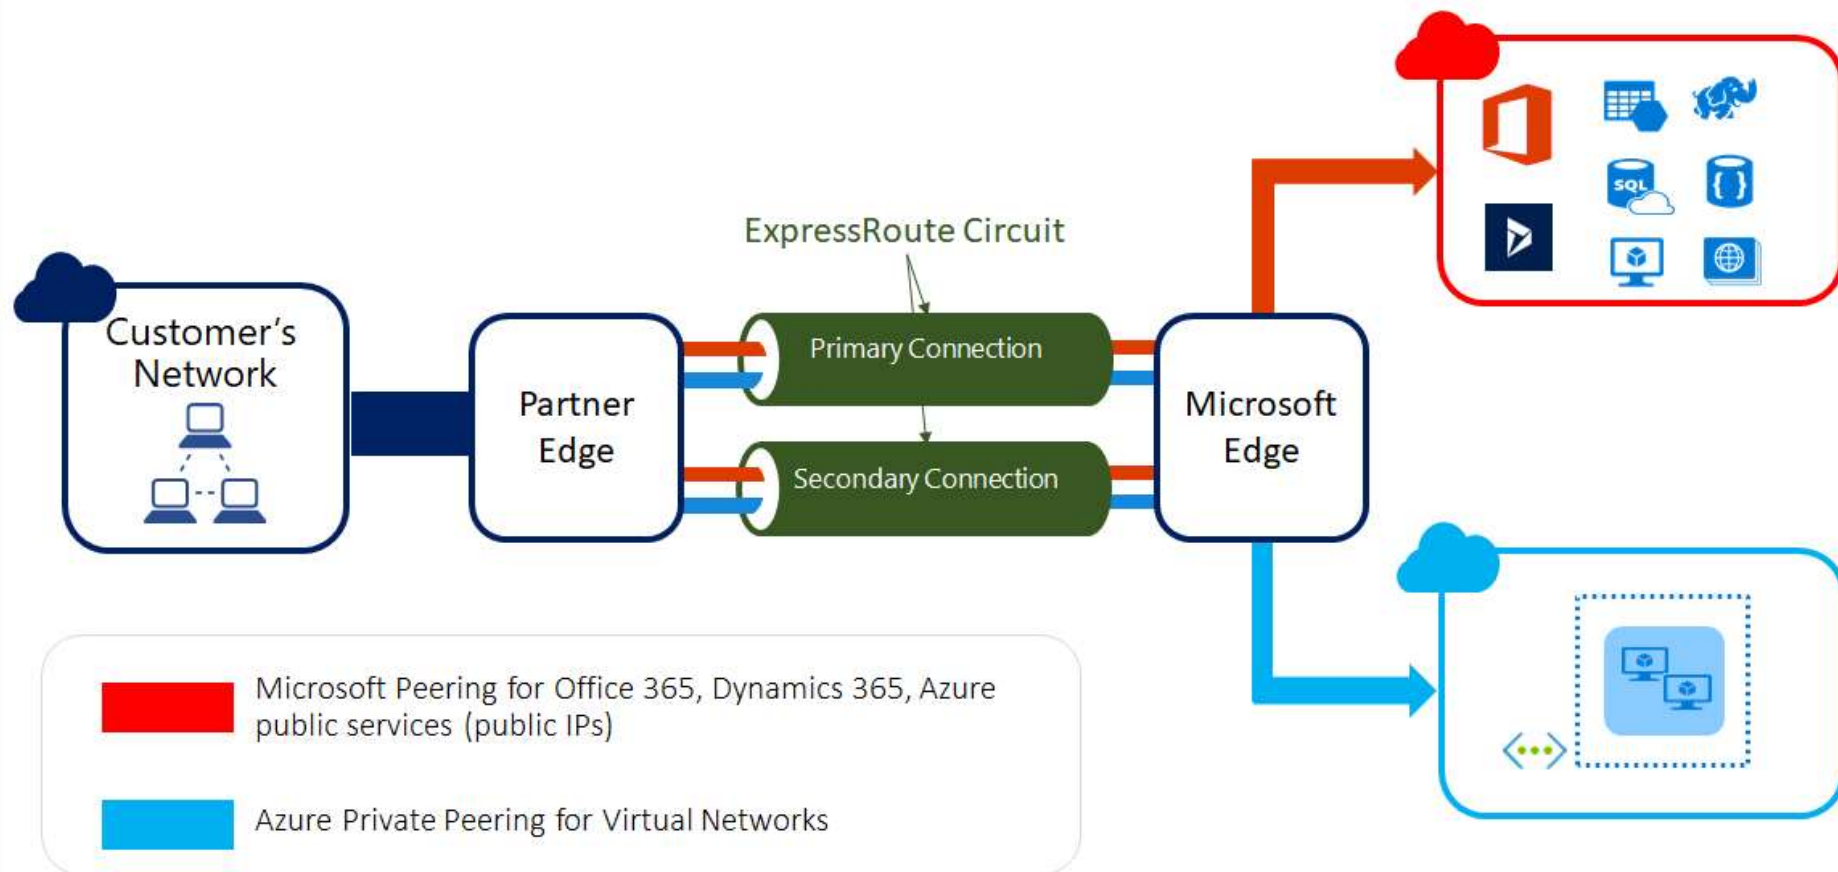 ExpressRoute Circuit
Customer's
Network
Partner
Edge
Primary Connection
Secondary Connection
Microsoft
Edge
SQL
Microsoft Peering for Office 365, Dynamics 365, Azure
public services (public IPs)
Azure Private Peering for Virtual Networks